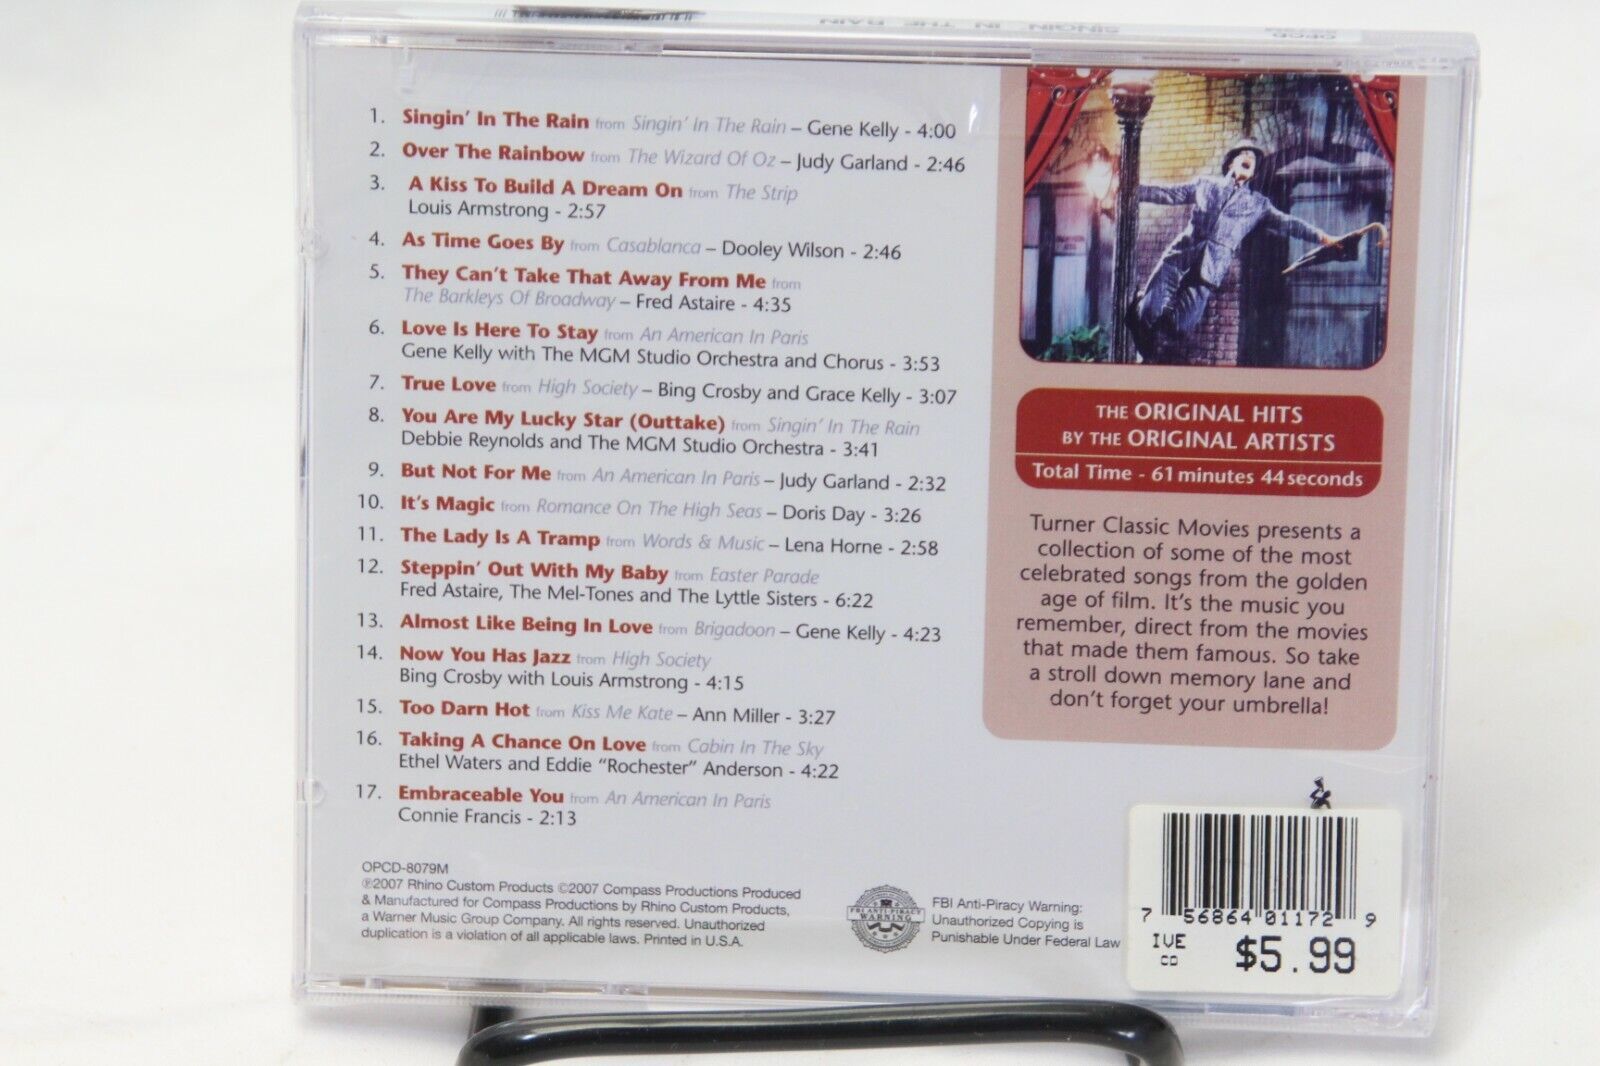 SINGIN' IN THE RAIN
OPCD
1. Singin' In The Rain from Singin' In The Rain – Gene Kelly - 4:00
2. Over The Rainbow from The Wizard Of Oz – Judy Garland - 2:46
3. A Kiss To Build A Dream On from The Strip
Louis Armstrong - 2:57
4. As Time Goes By from Casablanca – Dooley Wilson - 2:46
5. They Can't Take That Away From Me from
The Barkleys Of Broadway – Fred Astaire - 4:35
6. Love Is Here To Stay from An American In Paris
Gene Kelly with The MGM Studio Orchestra and Chorus - 3:53
7. True Love from High Society – Bing Crosby and Grace Kelly - 3:07
8. You Are My Lucky Star (Outtake) from Singin' In The Rain
Debbie Reynolds and The MGM Studio Orchestra - 3:41
9. But Not For Me from An American In Paris – Judy Garland - 2:32
10. It's Magic from Romance On The High Seas – Doris Day - 3:26
11. The Lady Is A Tramp from Words & Music – Lena Horne - 2:58
12. Steppin' Out With My Baby from Easter Parade
Fred Astaire, The Mel-Tones and The Lyttle Sisters - 6:22
13. Almost Like Being In Love from Brigadoon – Gene Kelly - 4:23
14. Now You Has Jazz from High Society
Bing Crosby with Louis Armstrong - 4:15
15. Too Darn Hot from Kiss Me Kate – Ann Miller - 3:27
16. Taking A Chance On Love from Cabin In The Sky
Ethel Waters and Eddie "Rochester" Anderson - 4:22
17. Embraceable You from An American In Paris
Connie Francis - 2:13
THE ORIGINAL HITS
BY THE ORIGINAL ARTISTS
Total Time - 61 minutes 44 seconds
Turner Classic Movies presents a
collection of some of the most
celebrated songs from the golden
age of film. It's the music you
remember, direct from the movies
that made them famous. So take
a stroll down memory lane and
don't forget your umbrella!
OPCD-8079M
℗2007 Rhino Custom Products ©2007 Compass Productions Produced
& Manufactured for Compass Productions by Rhino Custom Products,
a Warner Music Group Company. All rights reserved. Unauthorized
duplication is a violation of all applicable laws. Printed in U.S.A.
FBI ANTI-PIRACY
WARNING
FBI Anti-Piracy Warning:
Unauthorized Copying is
Punishable Under Federal Law
7 56864 01172 9
IVE
CD
$5.99